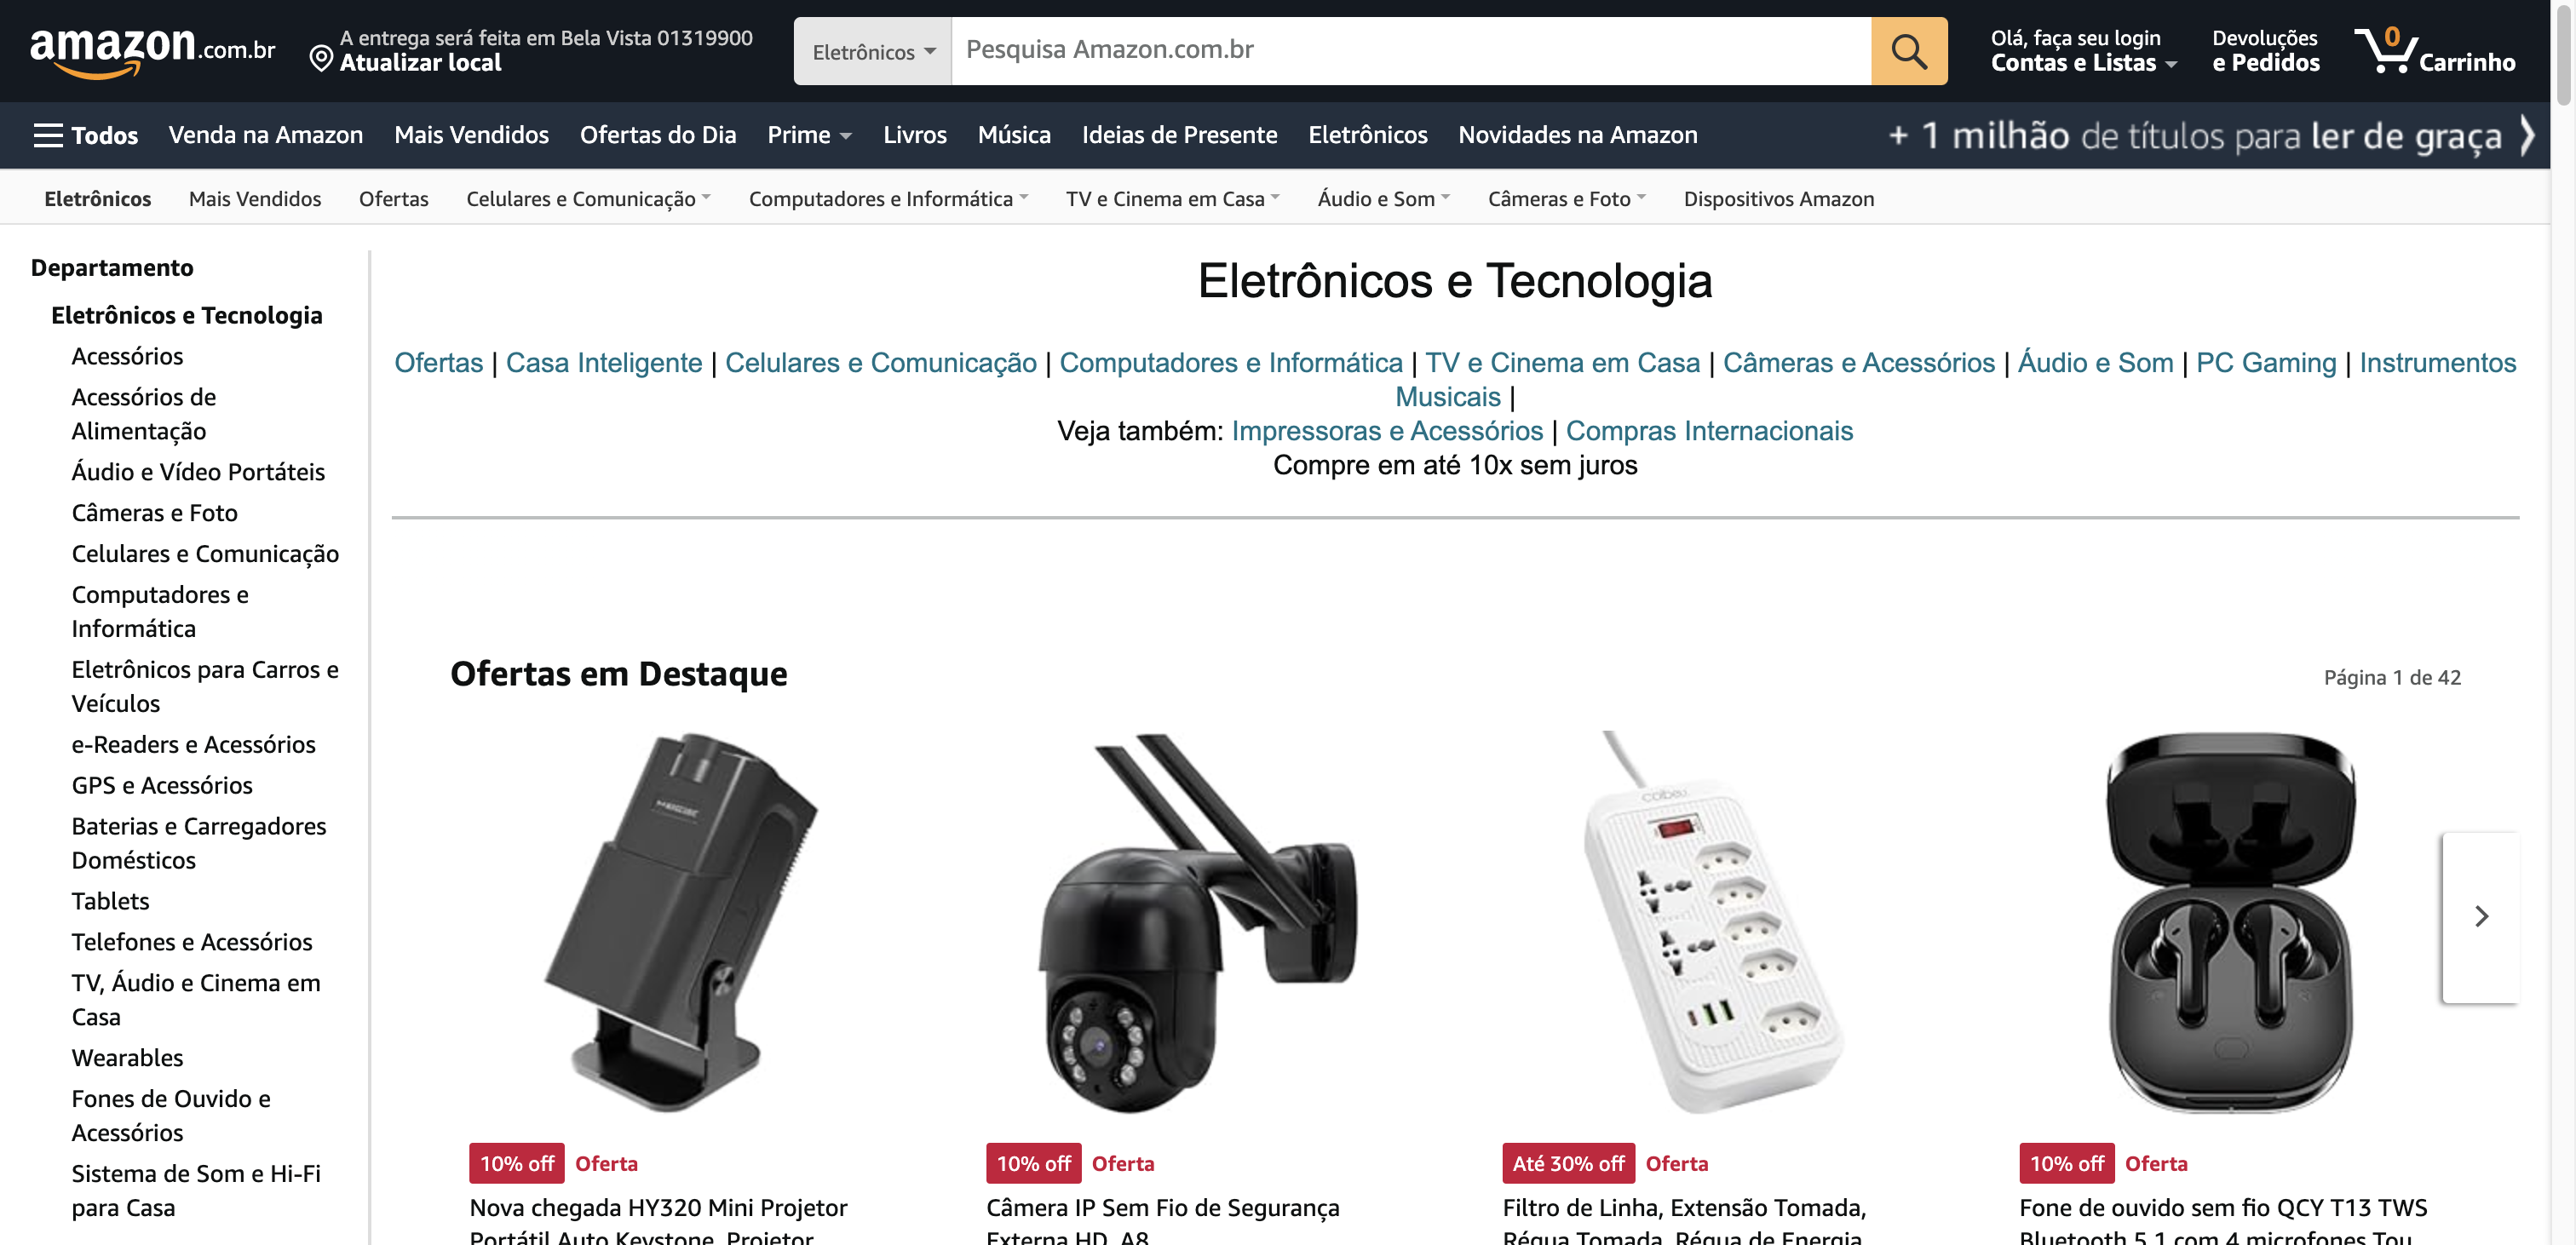 amazon.com.br
A entrega será feita em Bela Vista 01319900
Atualizar local
Eletrônicos
Pesquisa Amazon.com.br
Olá, faça seu login
Contas e Listas
Devoluções
e Pedidos
0
Carrinho
Todos
Venda na Amazon
Mais Vendidos
Ofertas do Dia
Prime
Livros
Música
Ideias de Presente
Eletrônicos
Novidades na Amazon
+ 1 milhão de títulos para ler de graça
Eletrônicos
Mais Vendidos
Ofertas
Celulares e Comunicação
Computadores e Informática
TV e Cinema em Casa
Áudio e Som
Câmeras e Foto
Dispositivos Amazon
Departamento
Eletrônicos e Tecnologia
Acessórios
Acessórios de
Alimentação
Áudio e Vídeo Portáteis
Câmeras e Foto
Celulares e Comunicação
Computadores e
Informática
Eletrônicos para Carros e
Veículos
e-Readers e Acessórios
GPS e Acessórios
Baterias e Carregadores
Domésticos
Tablets
Telefones e Acessórios
TV, Áudio e Cinema em
Casa
Wearables
Fones de Ouvido e
Acessórios
Sistema de Som e Hi-Fi
para Casa
Eletrônicos e Tecnologia
Ofertas | Casa Inteligente | Celulares e Comunicação | Computadores e Informática | TV e Cinema em Casa | Câmeras e Acessórios | Áudio e Som | PC Gaming | Instrumentos
Musicais |
Veja também: Impressoras e Acessórios | Compras Internacionais
Compre em até 10x sem juros
Ofertas em Destaque
Página 1 de 42
10% off Oferta
Nova chegada HY320 Mini Projetor
Portátil Auto Keystone, Projetor
10% off Oferta
Câmera IP Sem Fio de Segurança
Externa HD, A8
Até 30% off Oferta
Filtro de Linha, Extensão Tomada,
Régua Tomada, Régua de Energia
10% off Oferta
Fone de ouvido sem fio QCY T13 TWS
Bluetooth 5.1 com 4 microfones Tou